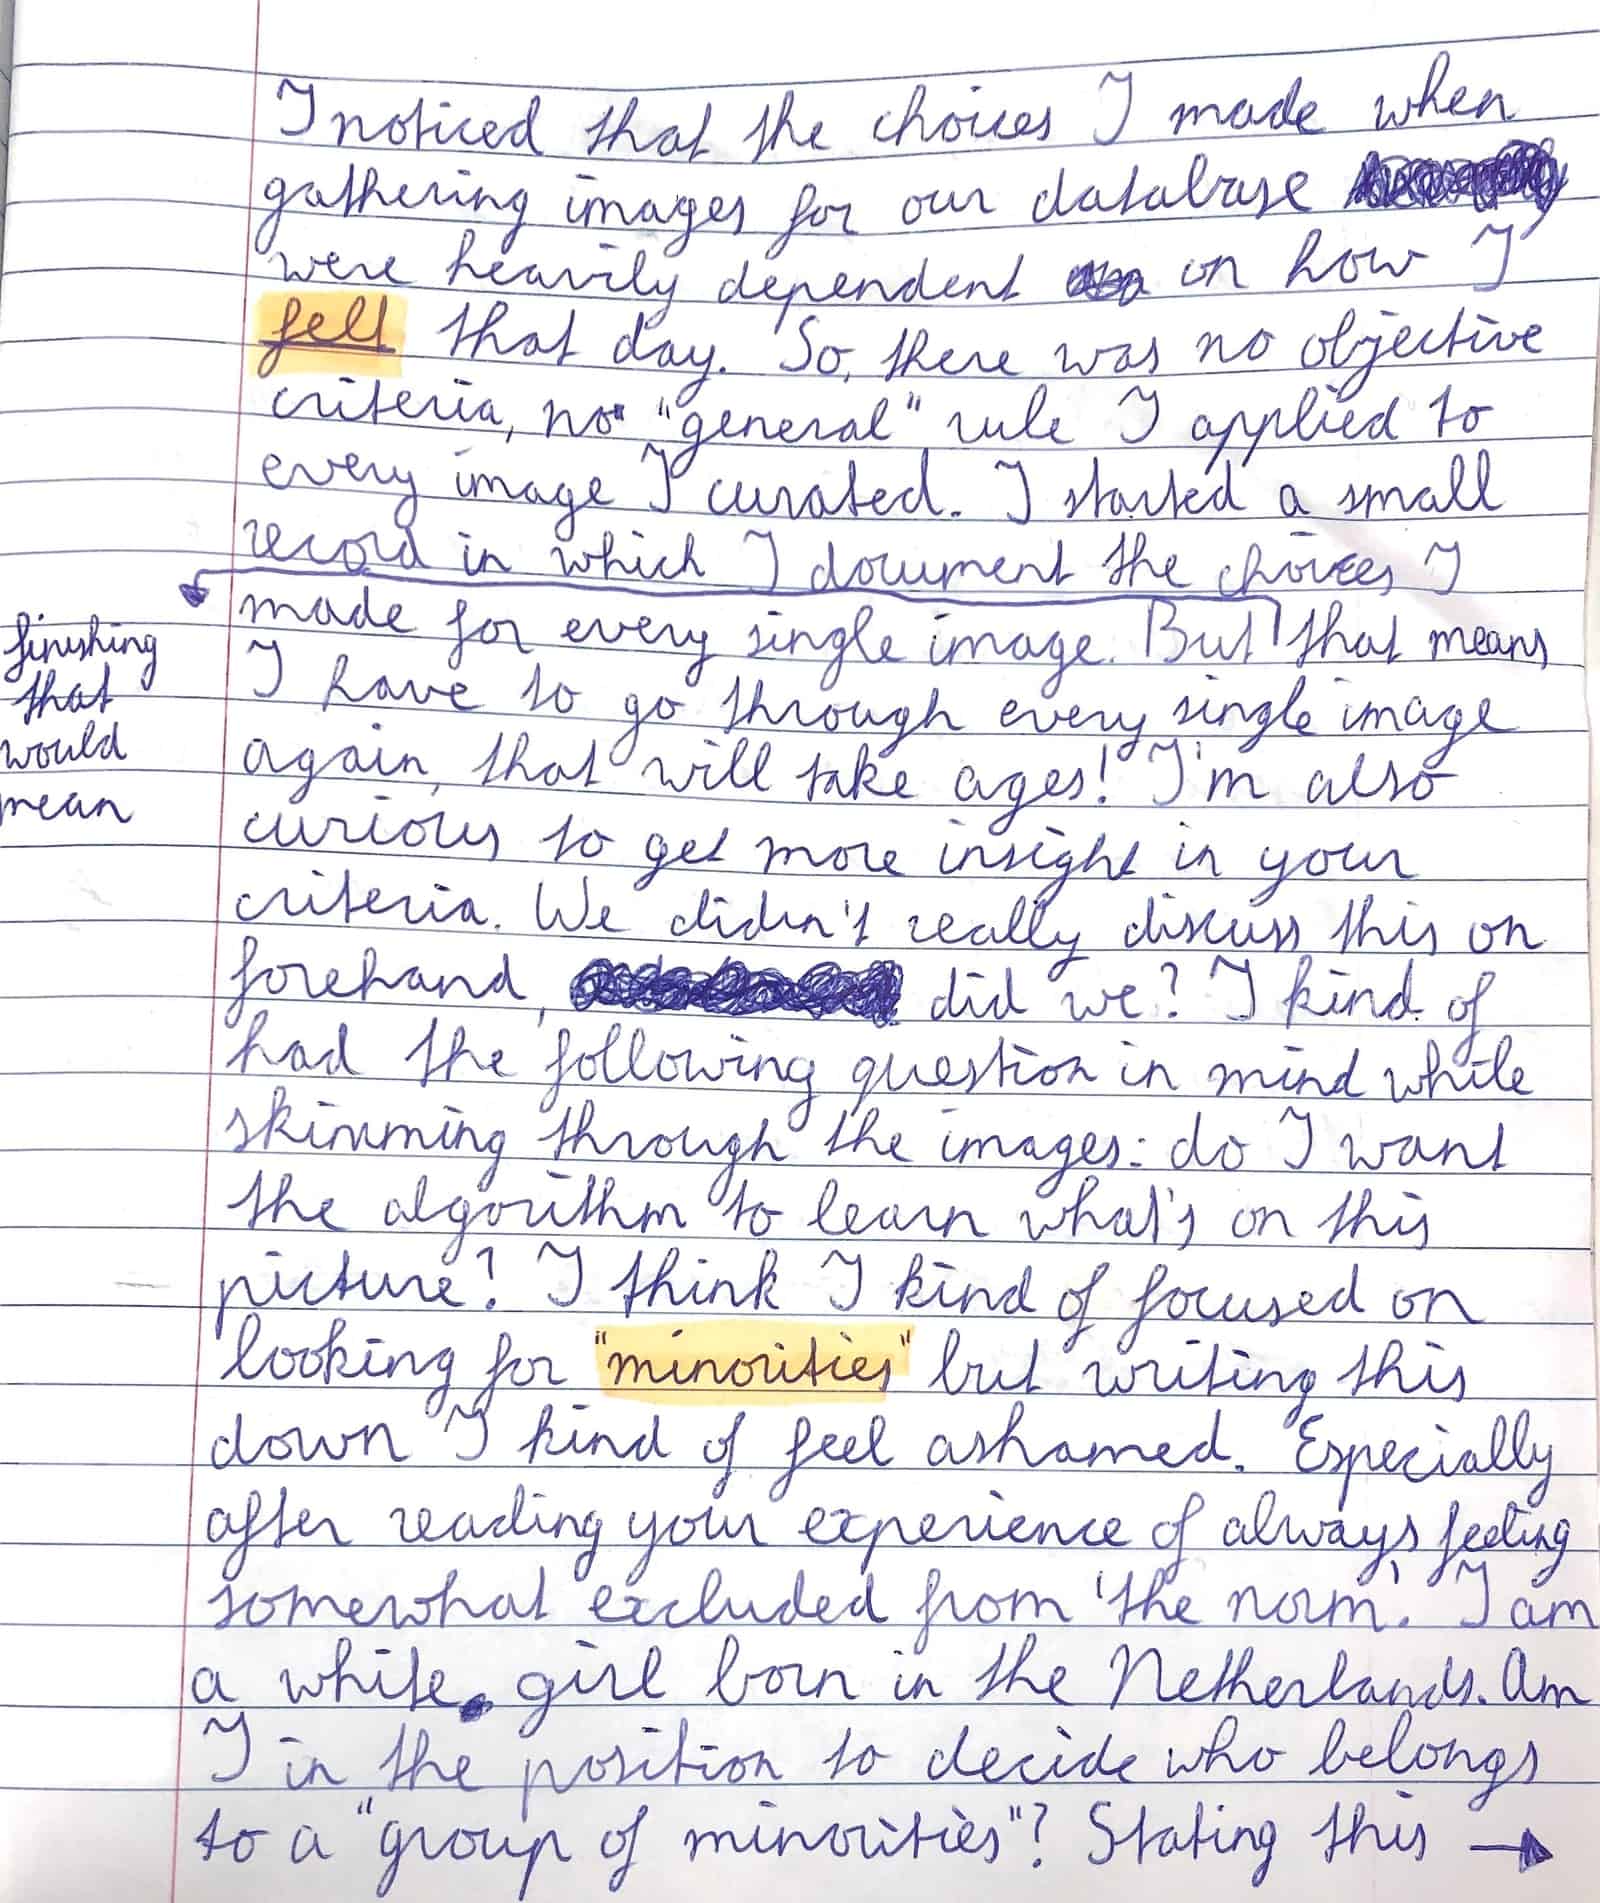 I noticed that the choices I made when
gathering images for our database
were heavily dependent on how I
felt that day. So, there was no objective
criteria, no "general" rule I applied to
every image I curated. I started a small
record in which I document the choices I
made for every single image. But that means
finishing
that
would
mean
I have to go through every single image
again, that will take ages! I'm also
curious to get more insight in your
criteria. We didn't really discuss this on
forehand, did we? I kind of
had the following question in mind while
skimming through the images: do I want
the algorithm to learn what's on this
picture? I think I kind of focused on
looking for "minorities" but writing this
down I kind of feel ashamed. Especially
after reading your experience of always feeling
somewhat excluded from 'the norm'. I am
a white girl born in the Netherlands. Am
I in the position to decide who belongs
to a "group of minorities"? Stating this →